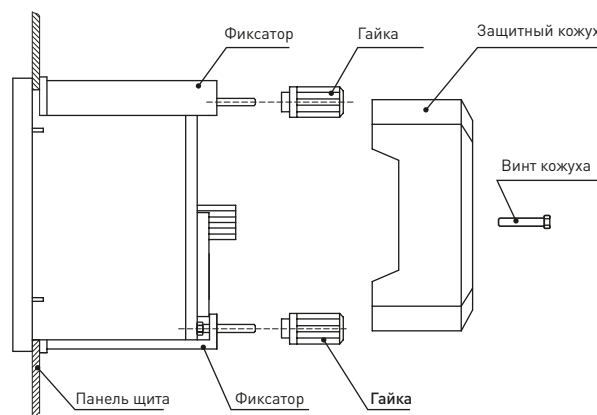 Фиксатор
Гайка
Защитный кожух
Винт кожуха
Панель щита
Фиксатор
Гайка